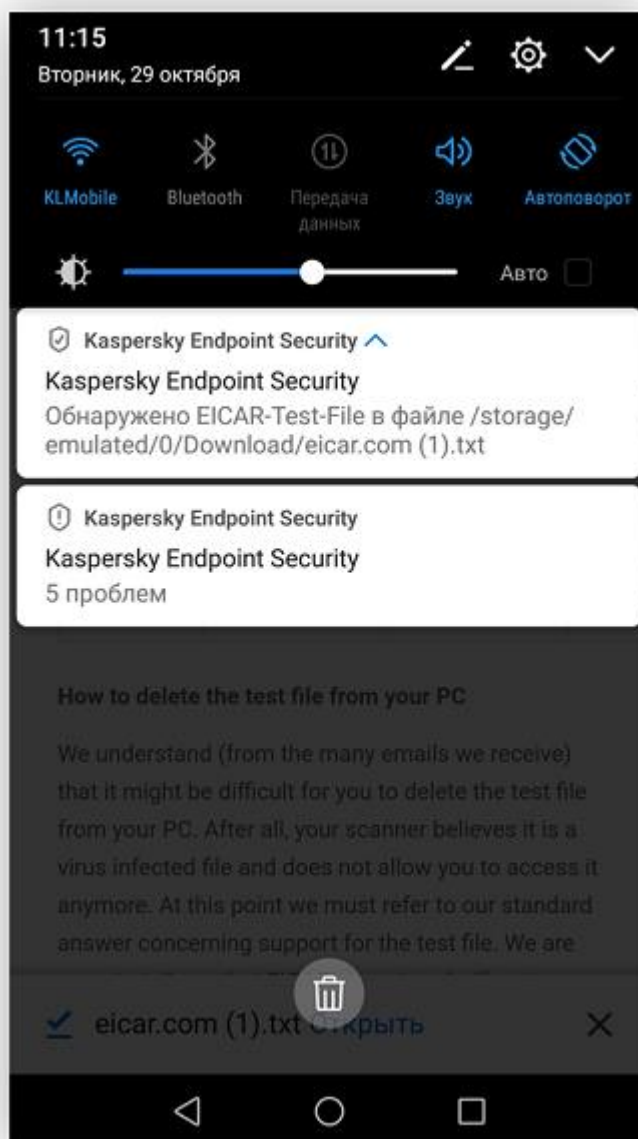 11:15
Вторник, 29 октября
KLMobile
Bluetooth
Передача
данных
Звук
Автоповорот
Авто
Kaspersky Endpoint Security
Kaspersky Endpoint Security
Обнаружено EICAR-Test-File в файле /storage/
emulated/0/Download/eicar.com (1).txt
Kaspersky Endpoint Security
Kaspersky Endpoint Security
5 проблем
How to delete the test file from your PC
We understand (from the many emails we receive)
that it might be difficult for you to delete the test file
from your PC. After all, your scanner believes it is a
virus infected file and does not allow you to access it
anymore. At this point we must refer to our standard
answer concerning support for the test file. We are
eicar.com (1).txt Открыть